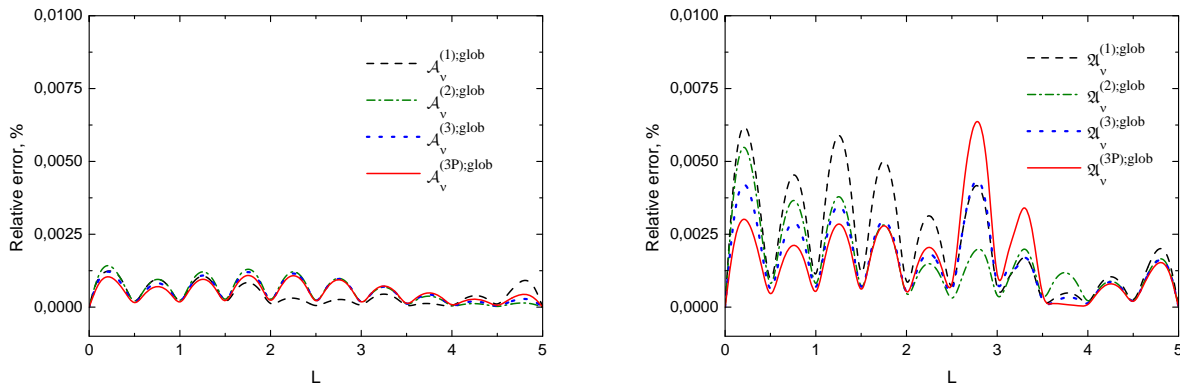 0,0100
0,0075
0,0050
0,0025
0,0000
Relative error, %
0 1 2 3 4 5
L
𝒜ν(1);glob
𝒜ν(2);glob
𝒜ν(3);glob
𝒜ν(3P);glob
0,0100
0,0075
0,0050
0,0025
0,0000
Relative error, %
0 1 2 3 4 5
L
𝔄ν(1);glob
𝔄ν(2);glob
𝔄ν(3);glob
𝔄ν(3P);glob